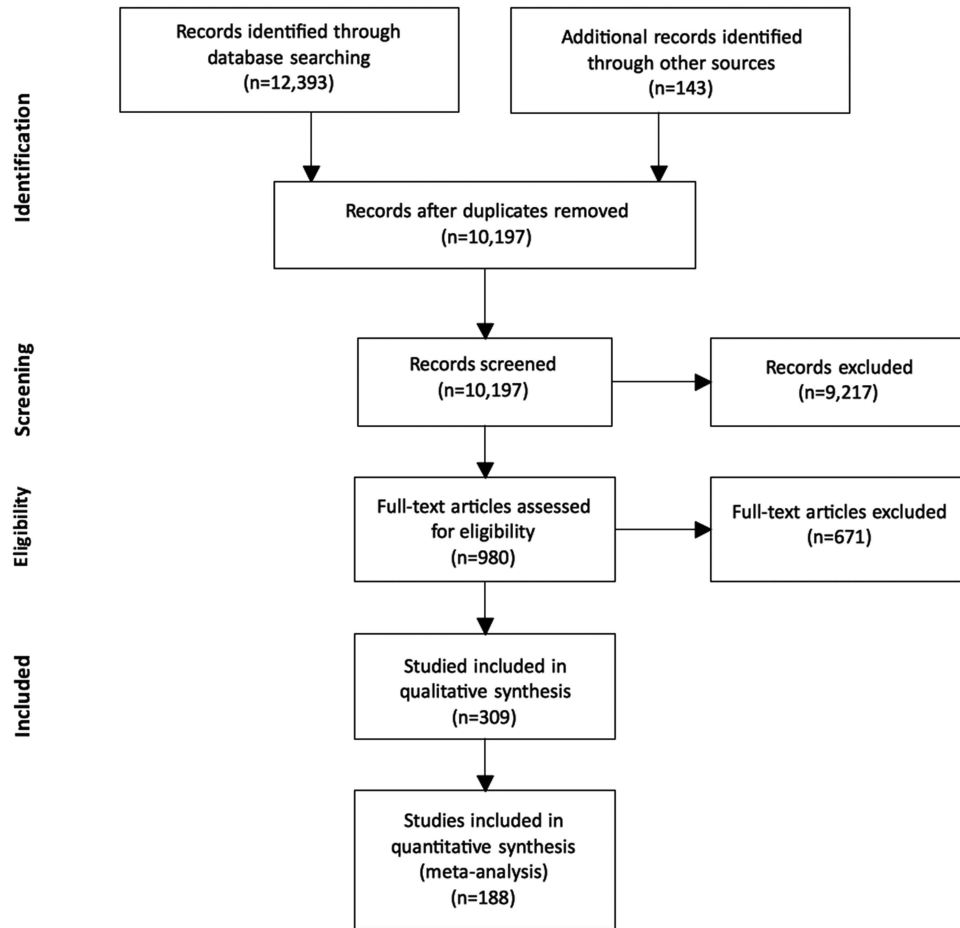 Identification
Records identified through
database searching
(n=12,393)
Additional records identified
through other sources
(n=143)
Records after duplicates removed
(n=10,197)
Screening
Records screened
(n=10,197)
Records excluded
(n=9,217)
Eligibility
Full-text articles assessed
for eligibility
(n=980)
Full-text articles excluded
(n=671)
Included
Studied included in
qualitative synthesis
(n=309)
Studies included in
quantitative synthesis
(meta-analysis)
(n=188)